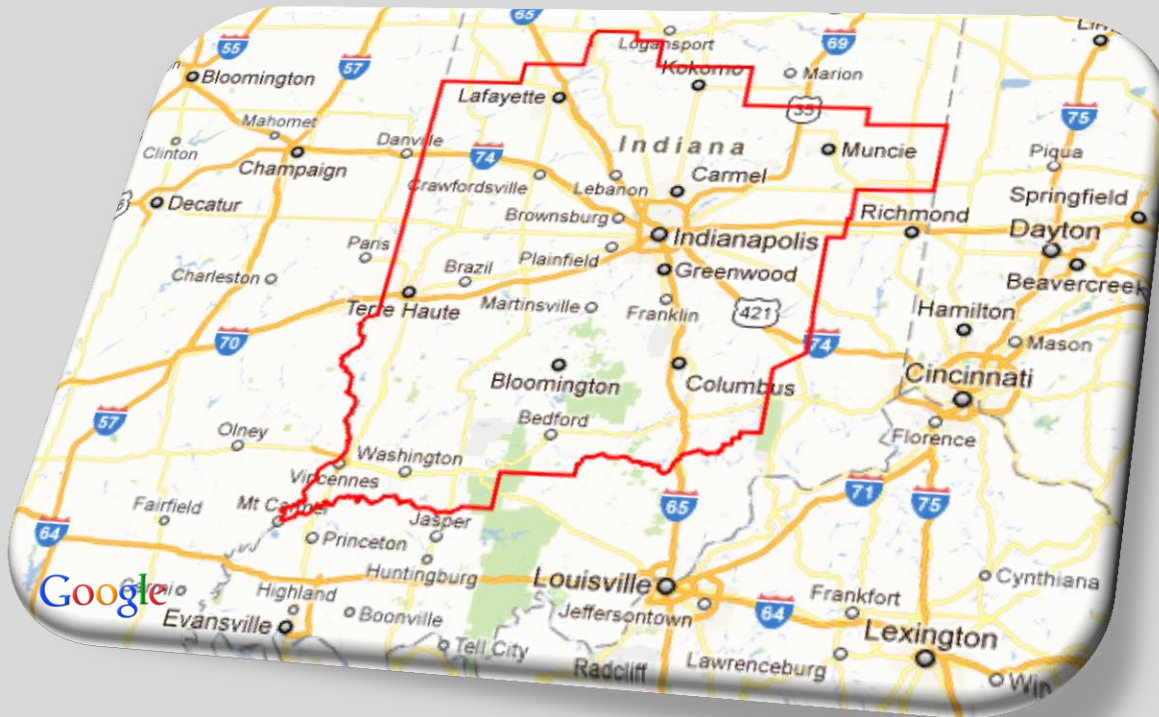 65
Lin
55
57
Logansport
69
Bloomington
Kokomo
Marion
Lafayette
35
75
Mahomet
Clinton
Danville
Indiana
Champaign
74
Muncie
Piqua
Crawfordsville
Lebanon
Carmel
Springfield
Decatur
Brownsburg
Richmond
Paris
Indianapolis
Dayton
Charleston
Brazil
Plainfield
Greenwood
Beavercreek
Terre Haute
Martinsville
Franklin
421
Hamilton
70
74
Mason
Bloomington
Columbus
Cincinnati
57
Bedford
Olney
Florence
Washington
Vincennes
71
75
Fairfield
Mt Carmel
65
64
Jasper
Princeton
Huntingburg
Louisville
Cynthiana
Google
Highland
Jeffersontown
64
Frankfort
Evansville
Boonville
Lexington
Tell City
Radcliff
Lawrenceburg
Win